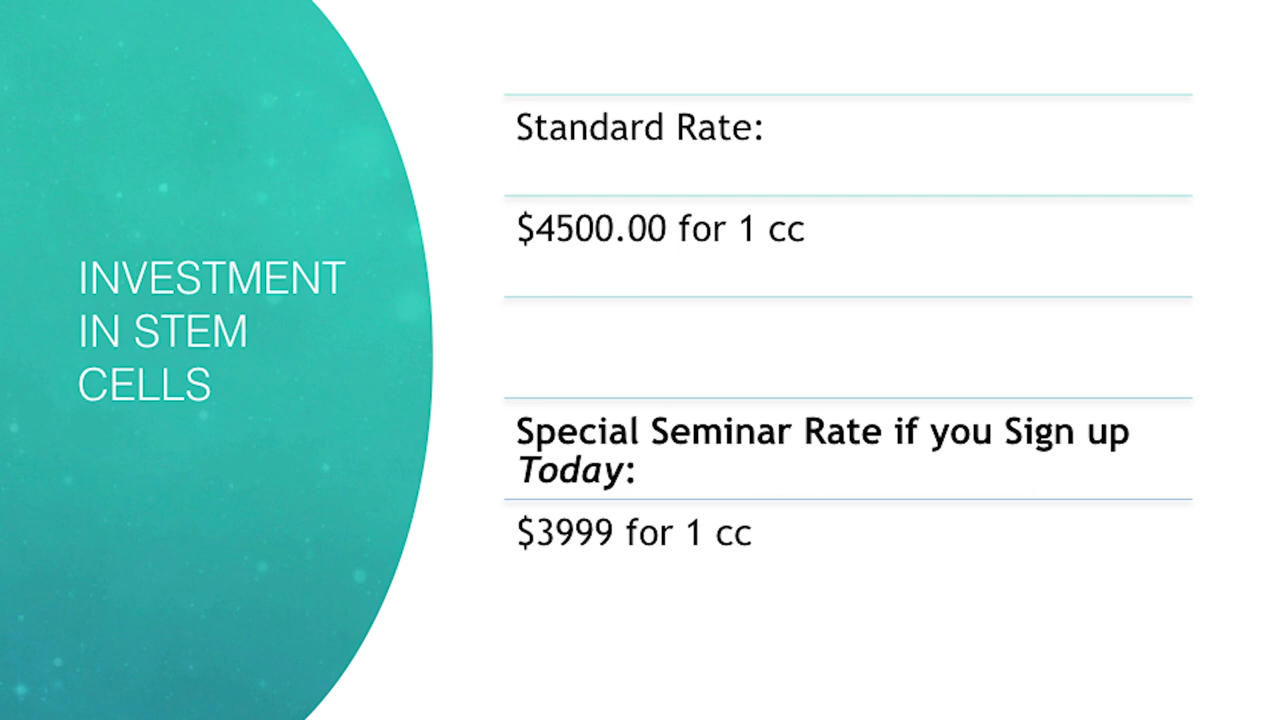 INVESTMENT
IN STEM
CELLS
Standard Rate:
$4500.00 for 1 cc
Special Seminar Rate if you Sign up
Today:
$3999 for 1 cc